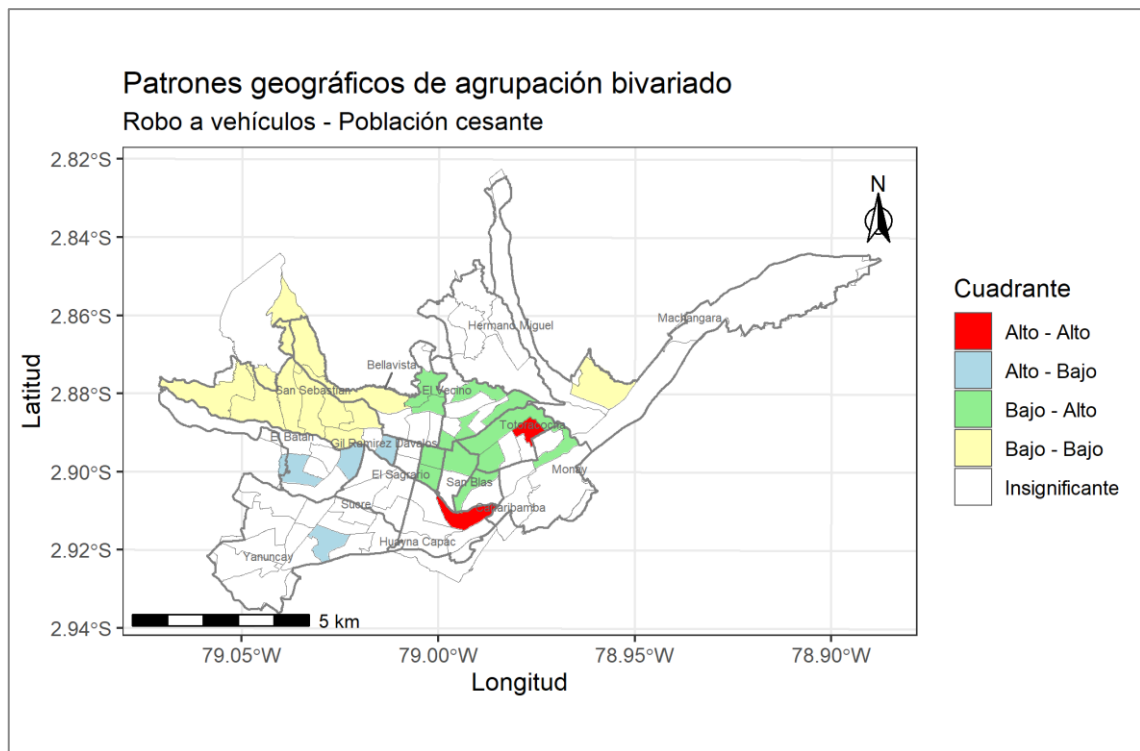 Patrones geográficos de agrupación bivariado
Robo a vehículos - Población cesante
2.82°S
2.84°S
2.86°S
2.88°S
2.90°S
2.92°S
2.94°S
Latitud
N
Hermano Miguel
Machangara
Bellavista
San Sebastian
El Vecino
Totoracocha
El Batan
Gil Ramirez Davalos
El Sagrario
San Blas
Monay
Sucre
Cañaribamba
Huayna Capac
Yanuncay
5 km
79.05°W
79.00°W
78.95°W
78.90°W
Longitud
Cuadrante
Alto - Alto
Alto - Bajo
Bajo - Alto
Bajo - Bajo
Insignificante